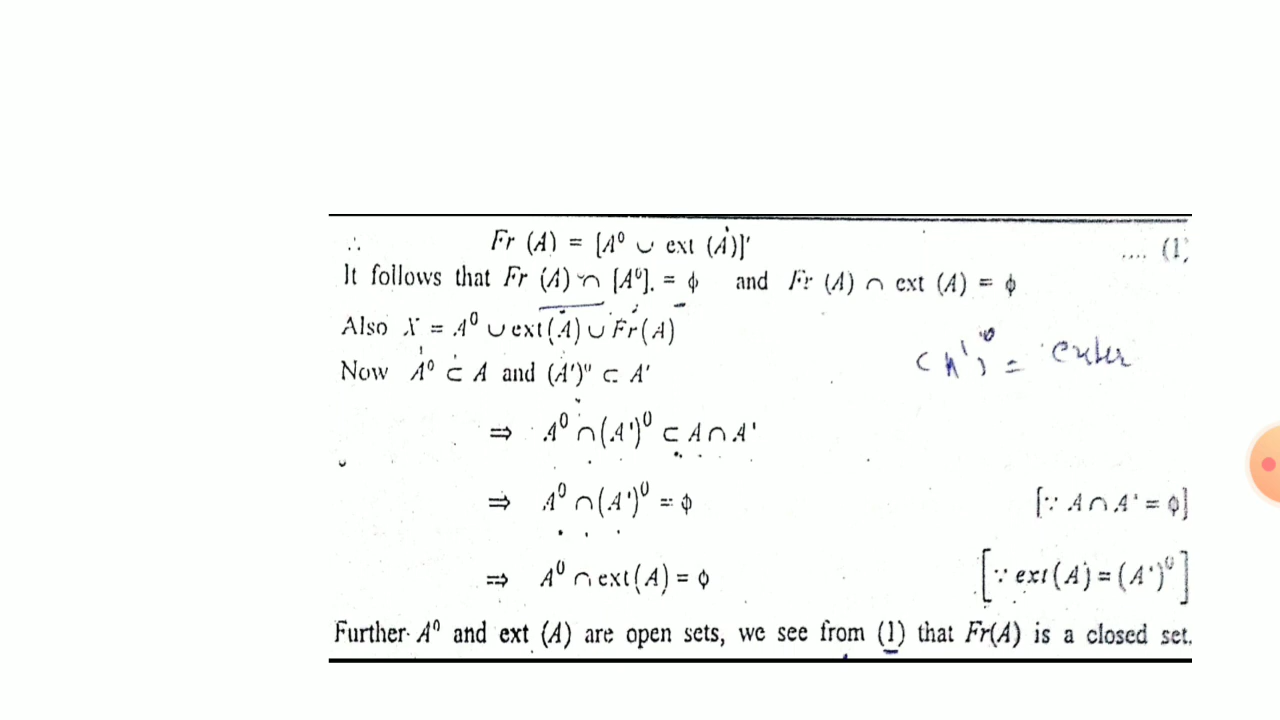 ∴ Fr (A) = [A⁰ ∪ ext (A)]' .... (1)
It follows that Fr (A) ∩ [A⁰]. = ϕ and Fr (A) ∩ ext (A) = ϕ
Also X = A⁰ ∪ ext(A) ∪ Fr(A)
(A')⁰ =
Now A⁰ ⊂ A and (A')⁰ ⊂ A'
⇒ A⁰ ∩ (A')⁰ ⊂ A ∩ A'
⇒ A⁰ ∩ (A')⁰ = ϕ [∵ A ∩ A' = ϕ]
⇒ A⁰ ∩ ext(A) = ϕ [∵ ext(A) = (A')⁰]
Further A⁰ and ext (A) are open sets, we see from (1) that Fr(A) is a closed set.